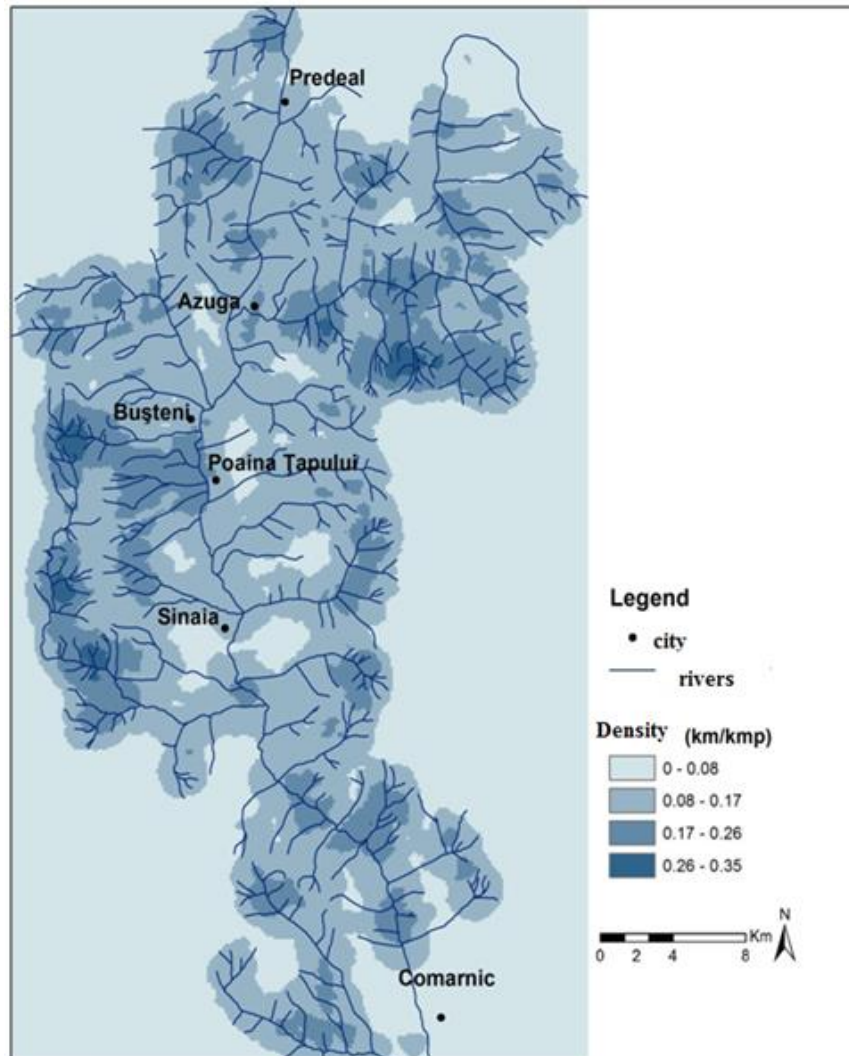 Predeal
Azuga
Buşteni
Poaina Ţapului
Sinaia
Comarnic
Legend
city
rivers
Density (km/kmp)
0 - 0.08
0.08 - 0.17
0.17 - 0.26
0.26 - 0.35
N
Km
0 2 4 8